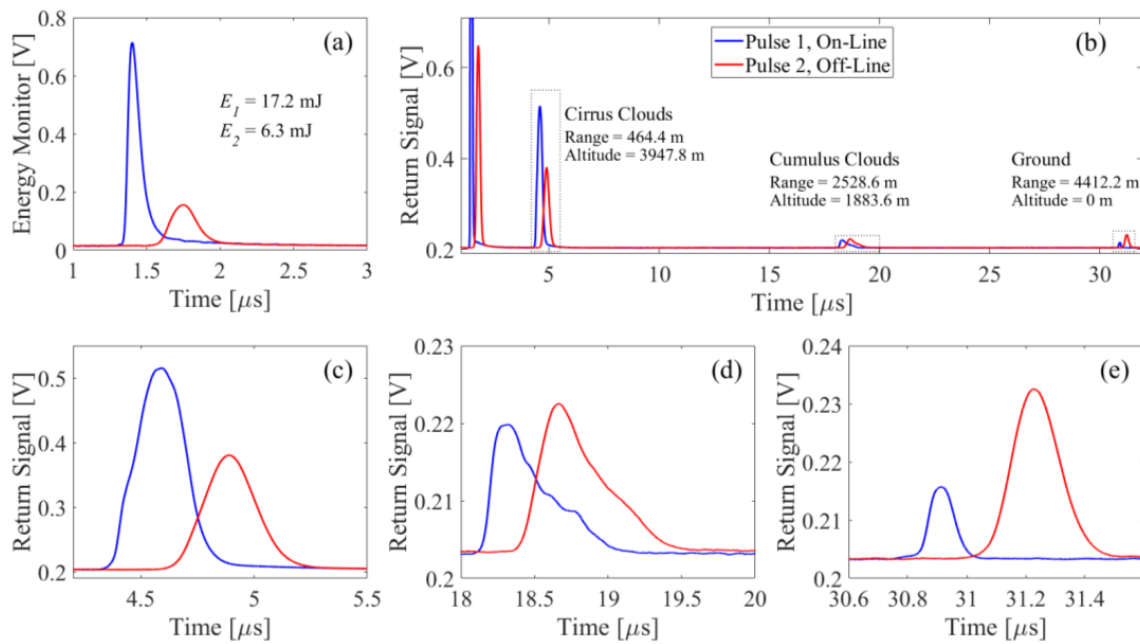 (a)
Energy Monitor [V]
0.8
0.6
0.4
0.2
0
E1 = 17.2 mJ
E2 = 6.3 mJ
1 1.5 2 2.5 3
Time [μs]
(b)
Return Signal [V]
0.6
0.4
0.2
Pulse 1, On-Line
Pulse 2, Off-Line
Cirrus Clouds
Range = 464.4 m
Altitude = 3947.8 m
Cumulus Clouds
Range = 2528.6 m
Altitude = 1883.6 m
Ground
Range = 4412.2 m
Altitude = 0 m
5 10 15 20 25 30
Time [μs]
(c)
Return Signal [V]
0.5
0.4
0.3
0.2
4.5 5 5.5
Time [μs]
(d)
Return Signal [V]
0.23
0.22
0.21
0.2
18 18.5 19 19.5 20
Time [μs]
(e)
Return Signal [V]
0.24
0.23
0.22
0.21
0.2
30.6 30.8 31 31.2 31.4
Time [μs]